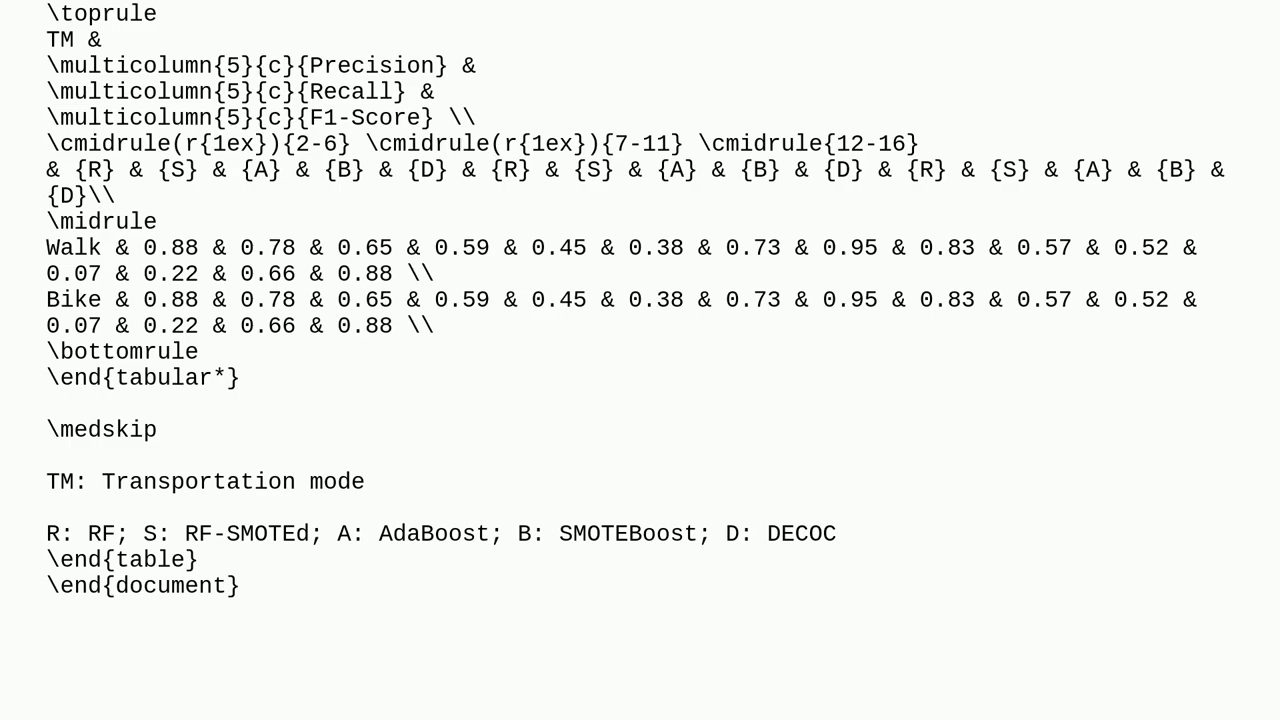 \toprule
TM &
\multicolumn{5}{c}{Precision} &
\multicolumn{5}{c}{Recall} &
\multicolumn{5}{c}{F1-Score} \\
\cmidrule(r{1ex}){2-6} \cmidrule(r{1ex}){7-11} \cmidrule{12-16}
& {R} & {S} & {A} & {B} & {D} & {R} & {S} & {A} & {B} & {D} & {R} & {S} & {A} & {B} &
{D}\\
\midrule
Walk & 0.88 & 0.78 & 0.65 & 0.59 & 0.45 & 0.38 & 0.73 & 0.95 & 0.83 & 0.57 & 0.52 &
0.07 & 0.22 & 0.66 & 0.88 \\
Bike & 0.88 & 0.78 & 0.65 & 0.59 & 0.45 & 0.38 & 0.73 & 0.95 & 0.83 & 0.57 & 0.52 &
0.07 & 0.22 & 0.66 & 0.88 \\
\bottomrule
\end{tabular*}
\medskip
TM: Transportation mode
R: RF; S: RF-SMOTEd; A: AdaBoost; B: SMOTEBoost; D: DECOC
\end{table}
\end{document}